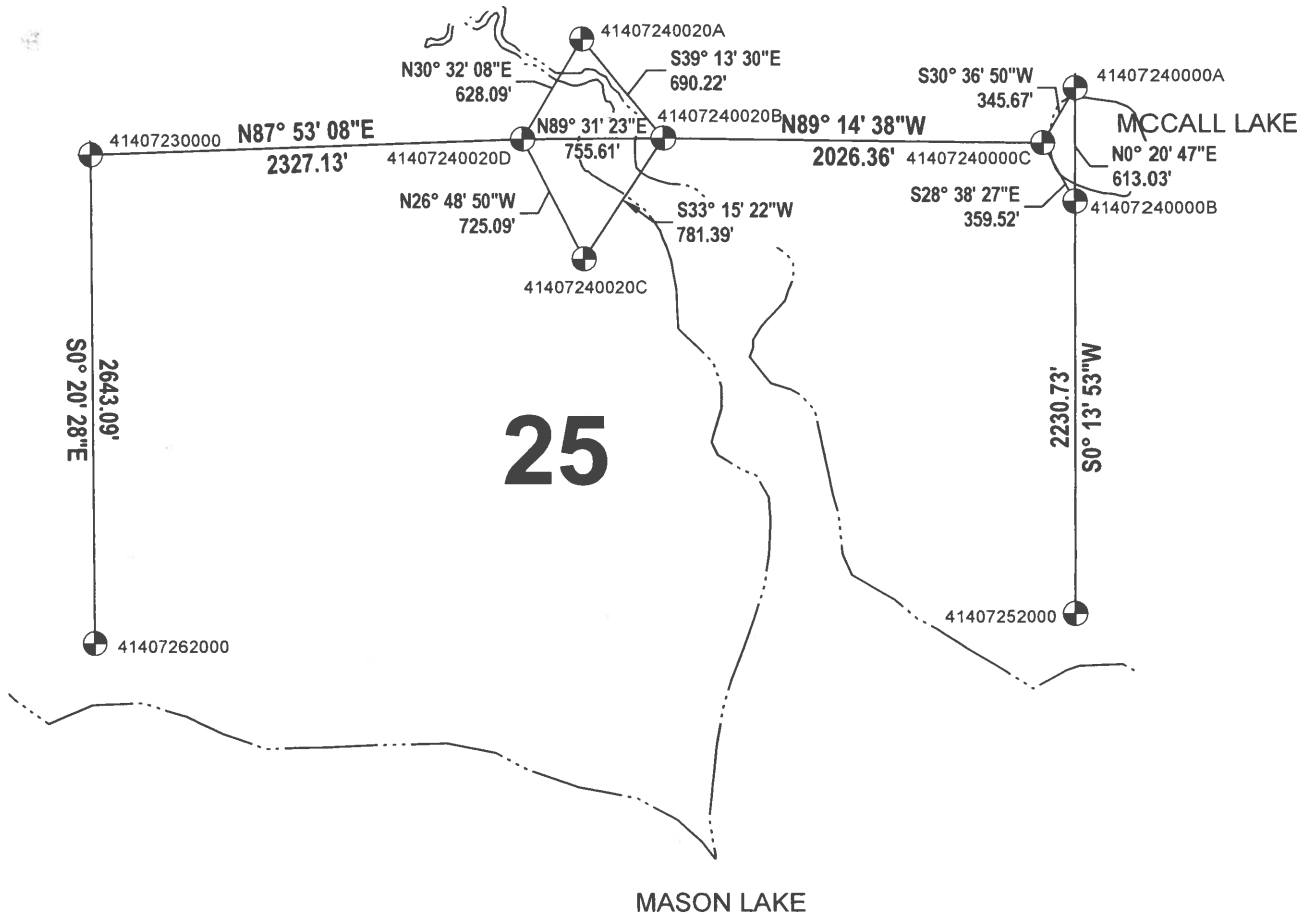 41407240020A
N30° 32' 08"E
628.09'
S39° 13' 30"E
690.22'
S30° 36' 50"W
345.67'
41407240000A
MCCALL LAKE
41407230000
N87° 53' 08"E
2327.13'
41407240020D
N89° 31' 23"E
755.61'
41407240020B
N89° 14' 38"W
2026.36'
41407240000C
N0° 20' 47"E
613.03'
S28° 38' 27"E
359.52'
41407240000B
N26° 48' 50"W
725.09'
S33° 15' 22"W
781.39'
41407240020C
2643.09'
S0° 20' 28"E
25
2230.73'
S0° 13' 53"W
41407262000
41407252000
MASON LAKE